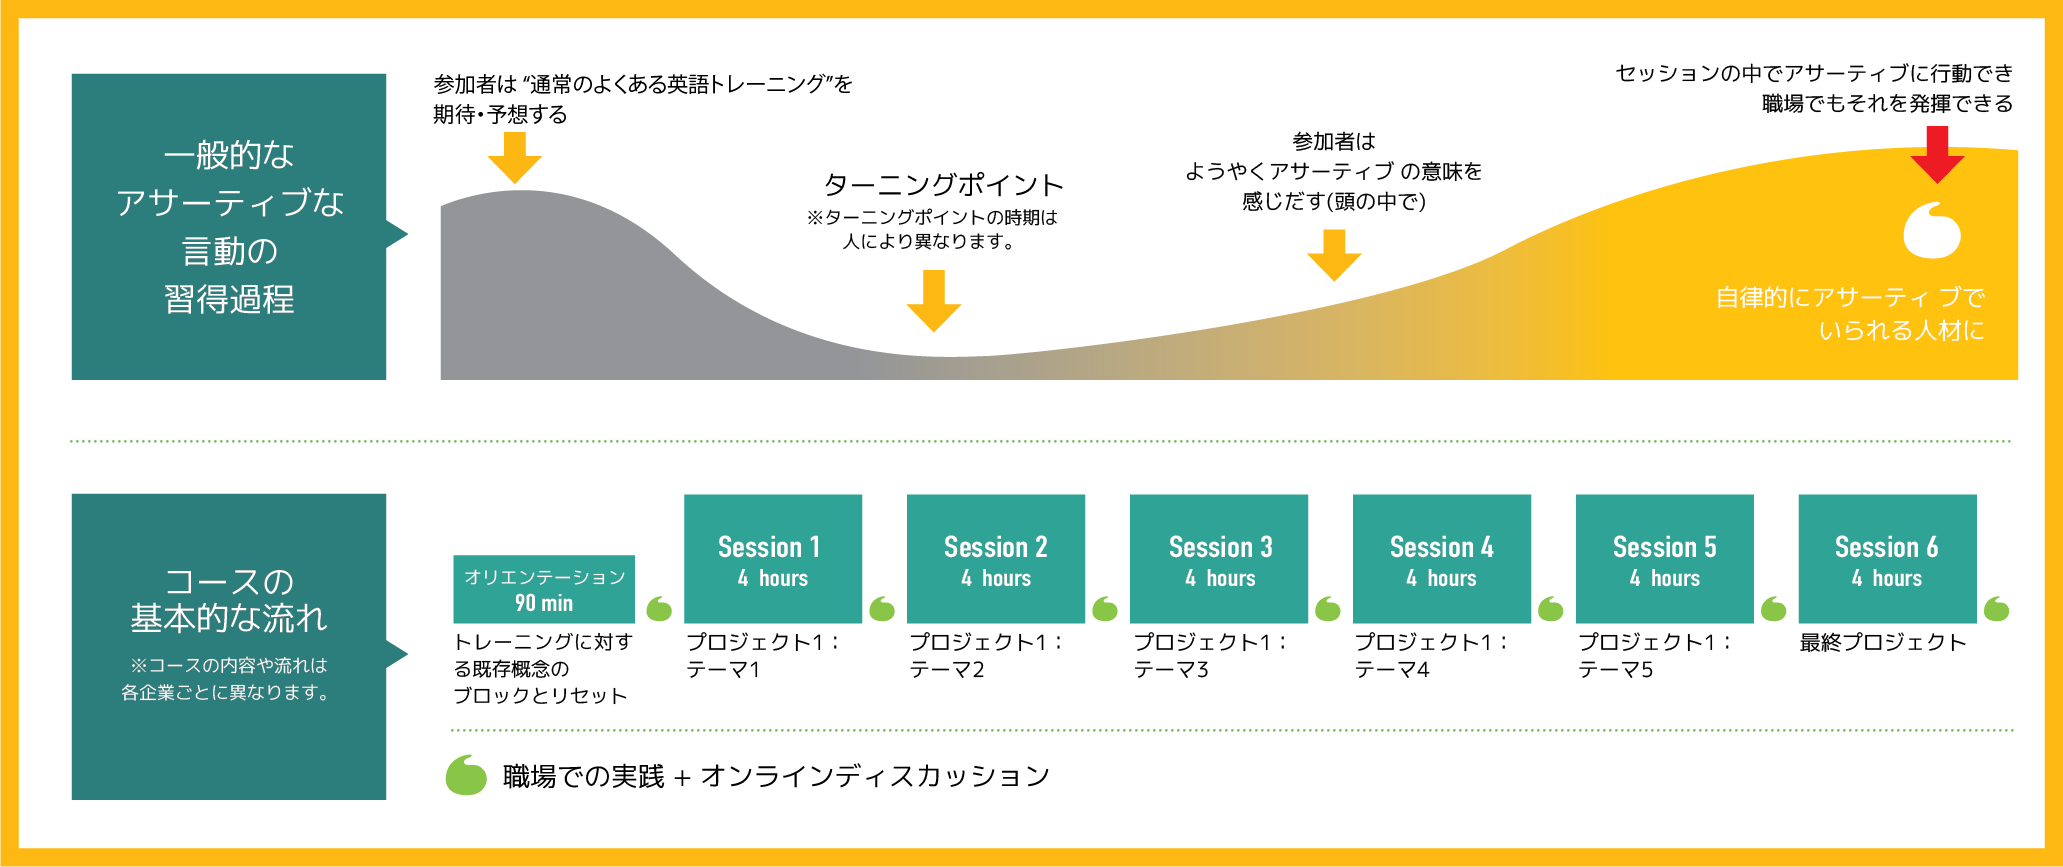 一般的な
アサーティブな
言動の
習得過程
参加者は “通常のよくある英語トレーニング”を
期待・予想する
ターニングポイント
※ターニングポイントの時期は
人により異なります。
参加者は
ようやくアサーティブ の意味を
感じだす(頭の中で)
セッションの中でアサーティブに行動でき
職場でもそれを発揮できる
自律的にアサーティ ブで
いられる人材に
コースの
基本的な流れ
※コースの内容や流れは
各企業ごとに異なります。
オリエンテーション
90 min
トレーニングに対す
る既存概念の
ブロックとリセット
Session 1
4 hours
プロジェクト1：
テーマ1
Session 2
4 hours
プロジェクト1：
テーマ2
Session 3
4 hours
プロジェクト1：
テーマ3
Session 4
4 hours
プロジェクト1：
テーマ4
Session 5
4 hours
プロジェクト1：
テーマ5
Session 6
4 hours
最終プロジェクト
職場での実践 + オンラインディスカッション